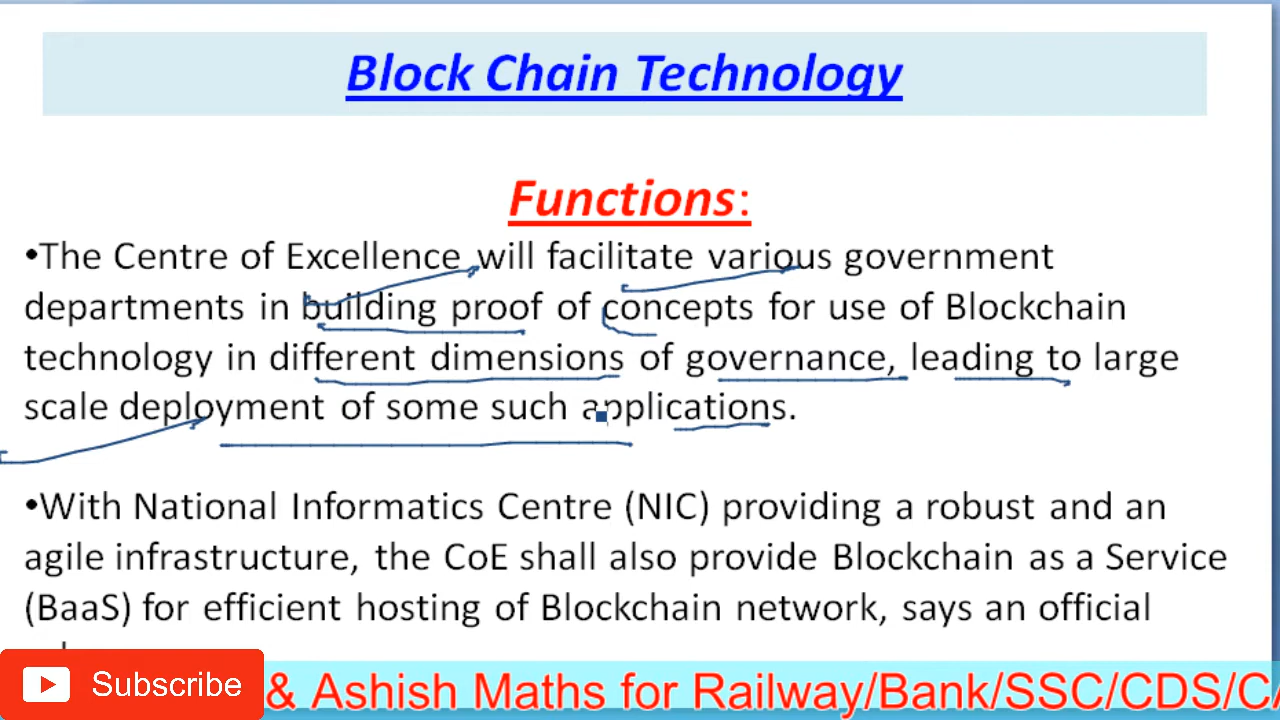 Block Chain Technology
Functions:
•The Centre of Excellence will facilitate various government
departments in building proof of concepts for use of Blockchain
technology in different dimensions of governance, leading to large
scale deployment of some such applications.
•With National Informatics Centre (NIC) providing a robust and an
agile infrastructure, the CoE shall also provide Blockchain as a Service
(BaaS) for efficient hosting of Blockchain network, says an official
Subscribe
& Ashish Maths for Railway/Bank/SSC/CDS/